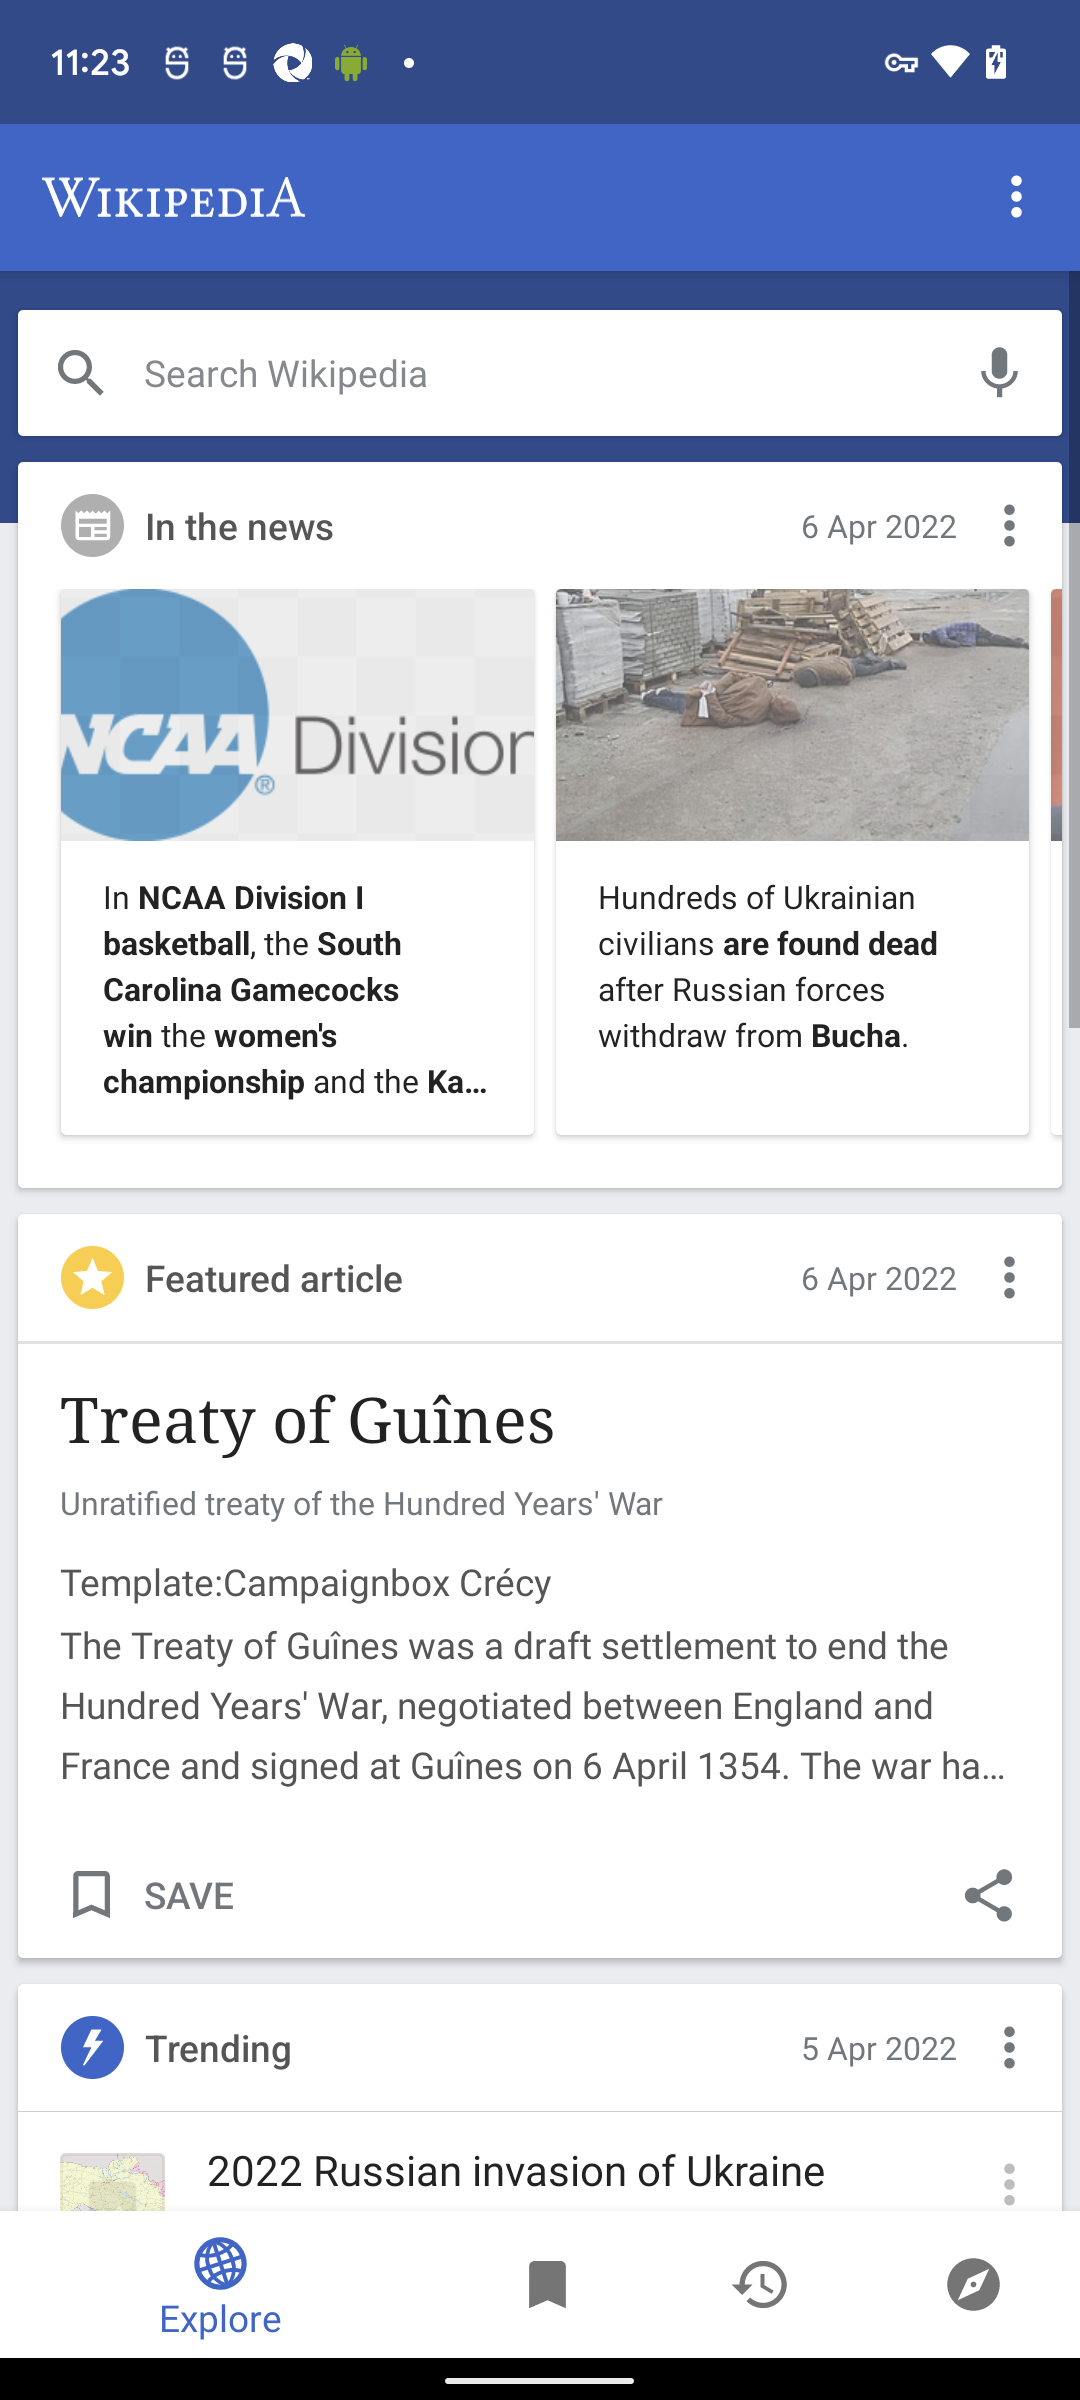 11:23
WIKIPEDIA
Search Wikipedia
In the news
6 Apr 2022
NCAA ® Division
In NCAA Division I
basketball, the South
Carolina Gamecocks
win the women's
championship and the Ka...
Hundreds of Ukrainian
civilians are found dead
after Russian forces
withdraw from Bucha.
Featured article
6 Apr 2022
Treaty of Guînes
Unratified treaty of the Hundred Years' War
Template:Campaignbox Crécy
The Treaty of Guînes was a draft settlement to end the
Hundred Years' War, negotiated between England and
France and signed at Guînes on 6 April 1354. The war ha...
SAVE
Trending
5 Apr 2022
2022 Russian invasion of Ukraine
Explore